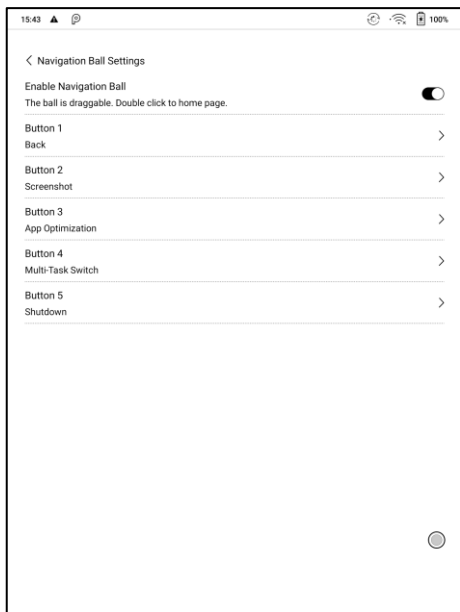 15:43 100%
Navigation Ball Settings
Enable Navigation Ball
The ball is draggable. Double click to home page.
Button 1
Back
Button 2
Screenshot
Button 3
App Optimization
Button 4
Multi-Task Switch
Button 5
Shutdown